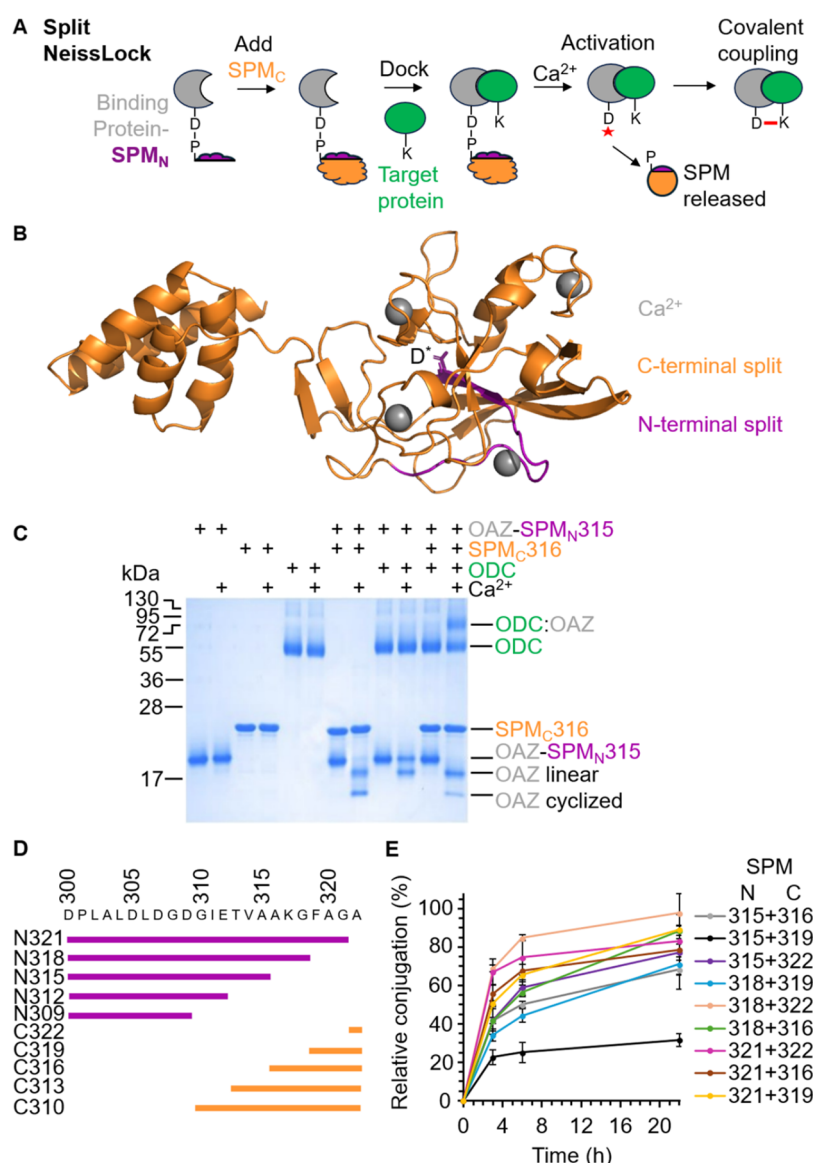 A Split NeissLock
Add SPMC
Dock
Activation
Covalent coupling
Ca2+
Binding Protein-SPMN
D
P
D
P
K
Target protein
D
P
K
D
K
P
SPM released
D
K
B
D*
Ca2+
C-terminal split
N-terminal split
C
+ + + + + + OAZ-SPMN315
+ + + + + + SPMC316
+ + + + + + ODC
+ + + + + + Ca2+
kDa
130
95
72
55
36
28
17
ODC:OAZ
ODC
SPMC316
OAZ-SPMN315
OAZ linear
OAZ cyclized
D
300 305 310 315 320
D P L A L D L D G D G I E T V A A K G F A G A
N321
N318
N315
N312
N309
C322
C319
C316
C313
C310
E
Relative conjugation (%)
100
80
60
40
20
0
0 4 8 12 16 20
Time (h)
SPM
N C
315+316
315+319
315+322
318+319
318+322
318+316
321+322
321+316
321+319